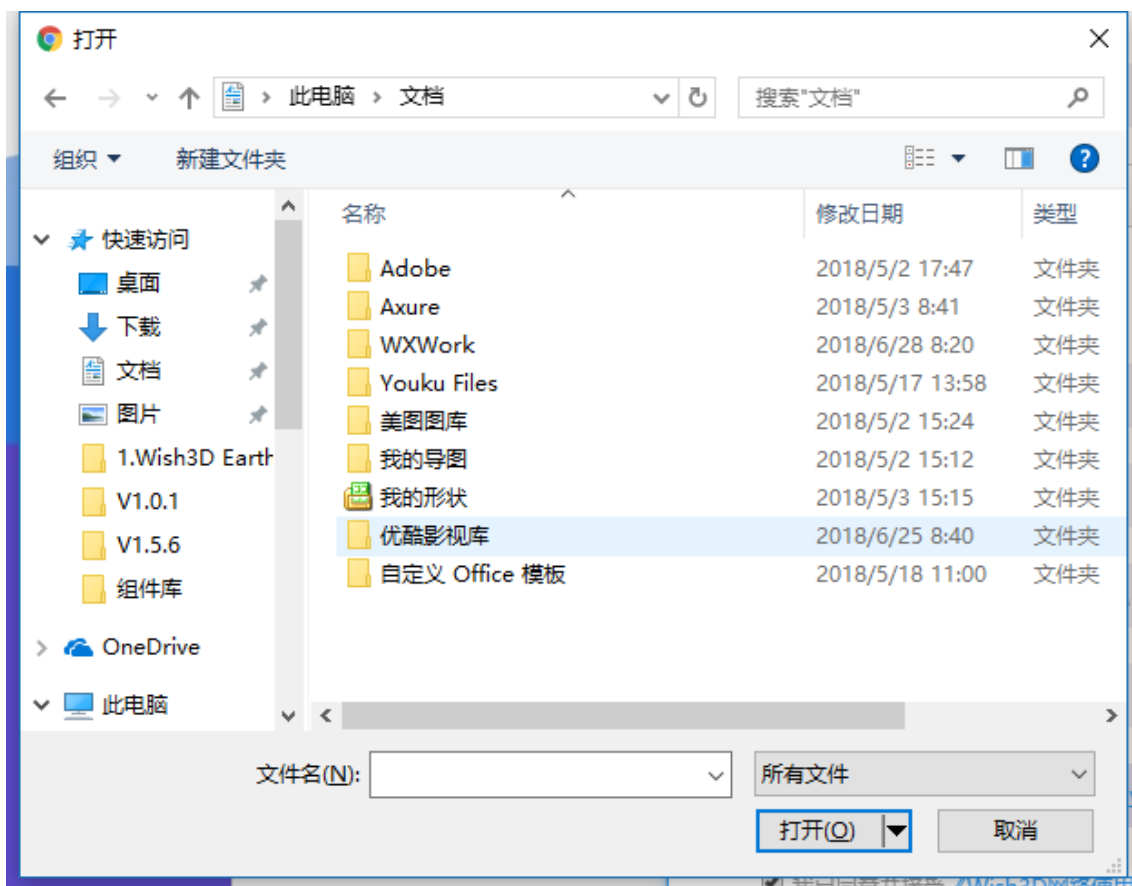 打开
此电脑 > 文档
搜索"文档"
组织
新建文件夹
名称 修改日期 类型
快速访问
桌面
下载
文档
图片
1.Wish3D Earth
V1.0.1
V1.5.6
组件库
OneDrive
此电脑
Adobe 2018/5/2 17:47 文件夹
Axure 2018/5/3 8:41 文件夹
WXWork 2018/6/28 8:20 文件夹
Youku Files 2018/5/17 13:58 文件夹
美图图库 2018/5/2 15:24 文件夹
我的导图 2018/5/2 15:12 文件夹
我的形状 2018/5/3 15:15 文件夹
优酷影视库 2018/6/25 8:40 文件夹
自定义 Office 模板 2018/5/18 11:00 文件夹
文件名(N):
所有文件
打开(O)
取消